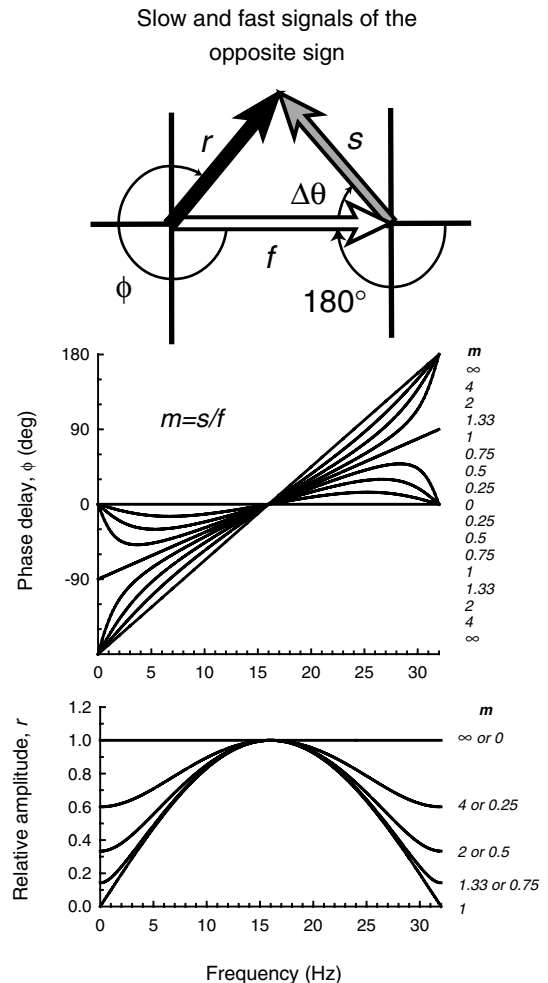 Slow and fast signals of the
opposite sign
r
s
Δθ
f
ϕ
180°
m=s/f
Phase delay, ϕ (deg)
180
90
0
-90
0
5
10
15
20
25
30
m
∞
4
2
1.33
1
0.75
0.5
0.25
0
0.25
0.5
0.75
1
1.33
2
4
∞
Relative amplitude, r
1.2
1.0
0.8
0.6
0.4
0.2
0.0
0
5
10
15
20
25
30
m
∞ or 0
4 or 0.25
2 or 0.5
1.33 or 0.75
1
Frequency (Hz)